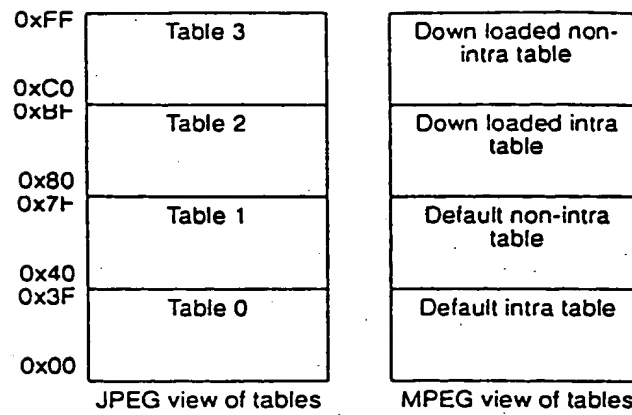 0xFF
Table 3
Down loaded non-
intra table
0xC0
0xBF
Table 2
Down loaded intra
table
0x80
0x7F
Table 1
Default non-intra
table
0x40
0x3F
Table 0
Default intra table
0x00
JPEG view of tables
MPEG view of tables